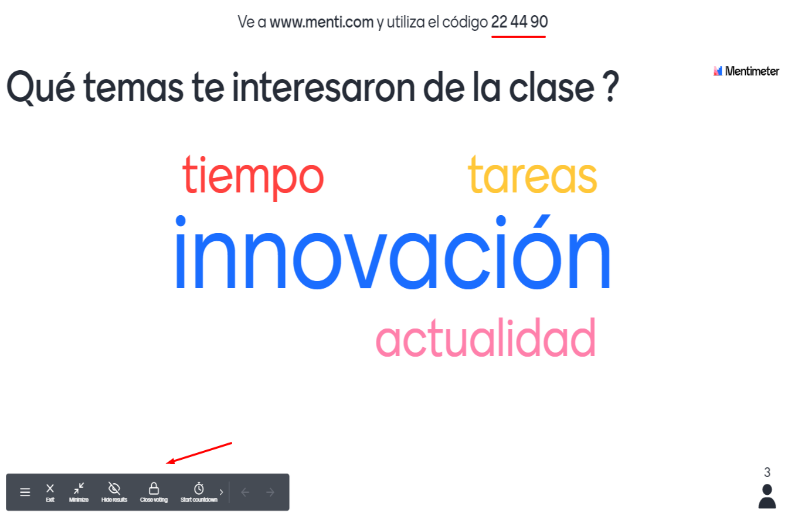 Ve a www.menti.com y utiliza el código 22 44 90
Mentimeter
Qué temas te interesaron de la clase ?
tiempo tareas
innovación
actualidad
3
Exit Minimize Hide results Close voting Start countdown